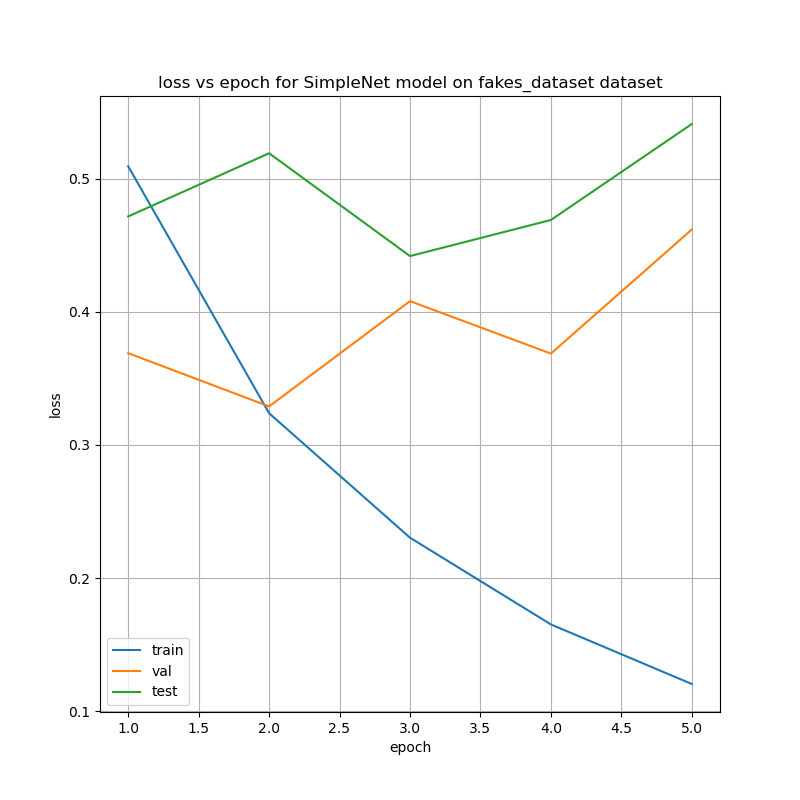 loss vs epoch for SimpleNet model on fakes_dataset dataset
0.5
0.4
0.3
0.2
0.1
loss
train
val
test
1.0 1.5 2.0 2.5 3.0 3.5 4.0 4.5 5.0
epoch